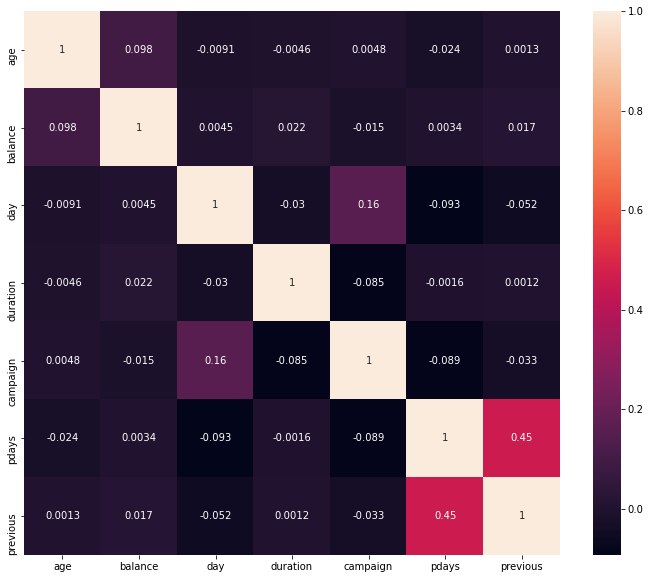 age 1 0.098 -0.0091 -0.0046 0.0048 -0.024 0.0013
balance 0.098 1 0.0045 0.022 -0.015 0.0034 0.017
day -0.0091 0.0045 1 -0.03 0.16 -0.093 -0.052
duration -0.0046 0.022 -0.03 1 -0.085 -0.0016 0.0012
campaign 0.0048 -0.015 0.16 -0.085 1 -0.089 -0.033
pdays -0.024 0.0034 -0.093 -0.0016 -0.089 1 0.45
previous 0.0013 0.017 -0.052 0.0012 -0.033 0.45 1
age balance day duration campaign pdays previous
1.0
0.8
0.6
0.4
0.2
0.0